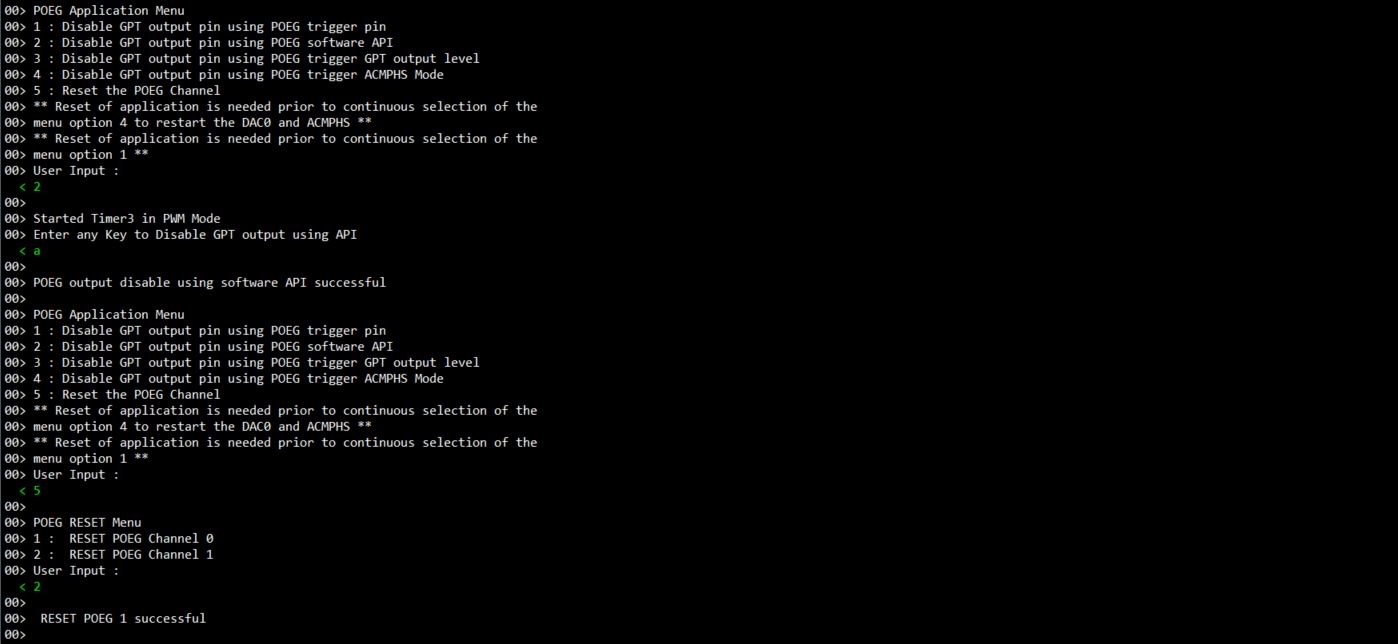 00> POEG Application Menu
00> 1 : Disable GPT output pin using POEG trigger pin
00> 2 : Disable GPT output pin using POEG software API
00> 3 : Disable GPT output pin using POEG trigger GPT output level
00> 4 : Disable GPT output pin using POEG trigger ACMPHS Mode
00> 5 : Reset the POEG Channel
00> ** Reset of application is needed prior to continuous selection of the
00> menu option 4 to restart the DAC0 and ACMPHS **
00> ** Reset of application is needed prior to continuous selection of the
00> menu option 1 **
00> User Input :
< 2
00>
00> Started Timer3 in PWM Mode
00> Enter any Key to Disable GPT output using API
< a
00>
00> POEG output disable using software API successful
00>
00> POEG Application Menu
00> 1 : Disable GPT output pin using POEG trigger pin
00> 2 : Disable GPT output pin using POEG software API
00> 3 : Disable GPT output pin using POEG trigger GPT output level
00> 4 : Disable GPT output pin using POEG trigger ACMPHS Mode
00> 5 : Reset the POEG Channel
00> ** Reset of application is needed prior to continuous selection of the
00> menu option 4 to restart the DAC0 and ACMPHS **
00> ** Reset of application is needed prior to continuous selection of the
00> menu option 1 **
00> User Input :
< 5
00>
00> POEG RESET Menu
00> 1 :  RESET POEG Channel 0
00> 2 :  RESET POEG Channel 1
00> User Input :
< 2
00>
00>  RESET POEG 1 successful
00>